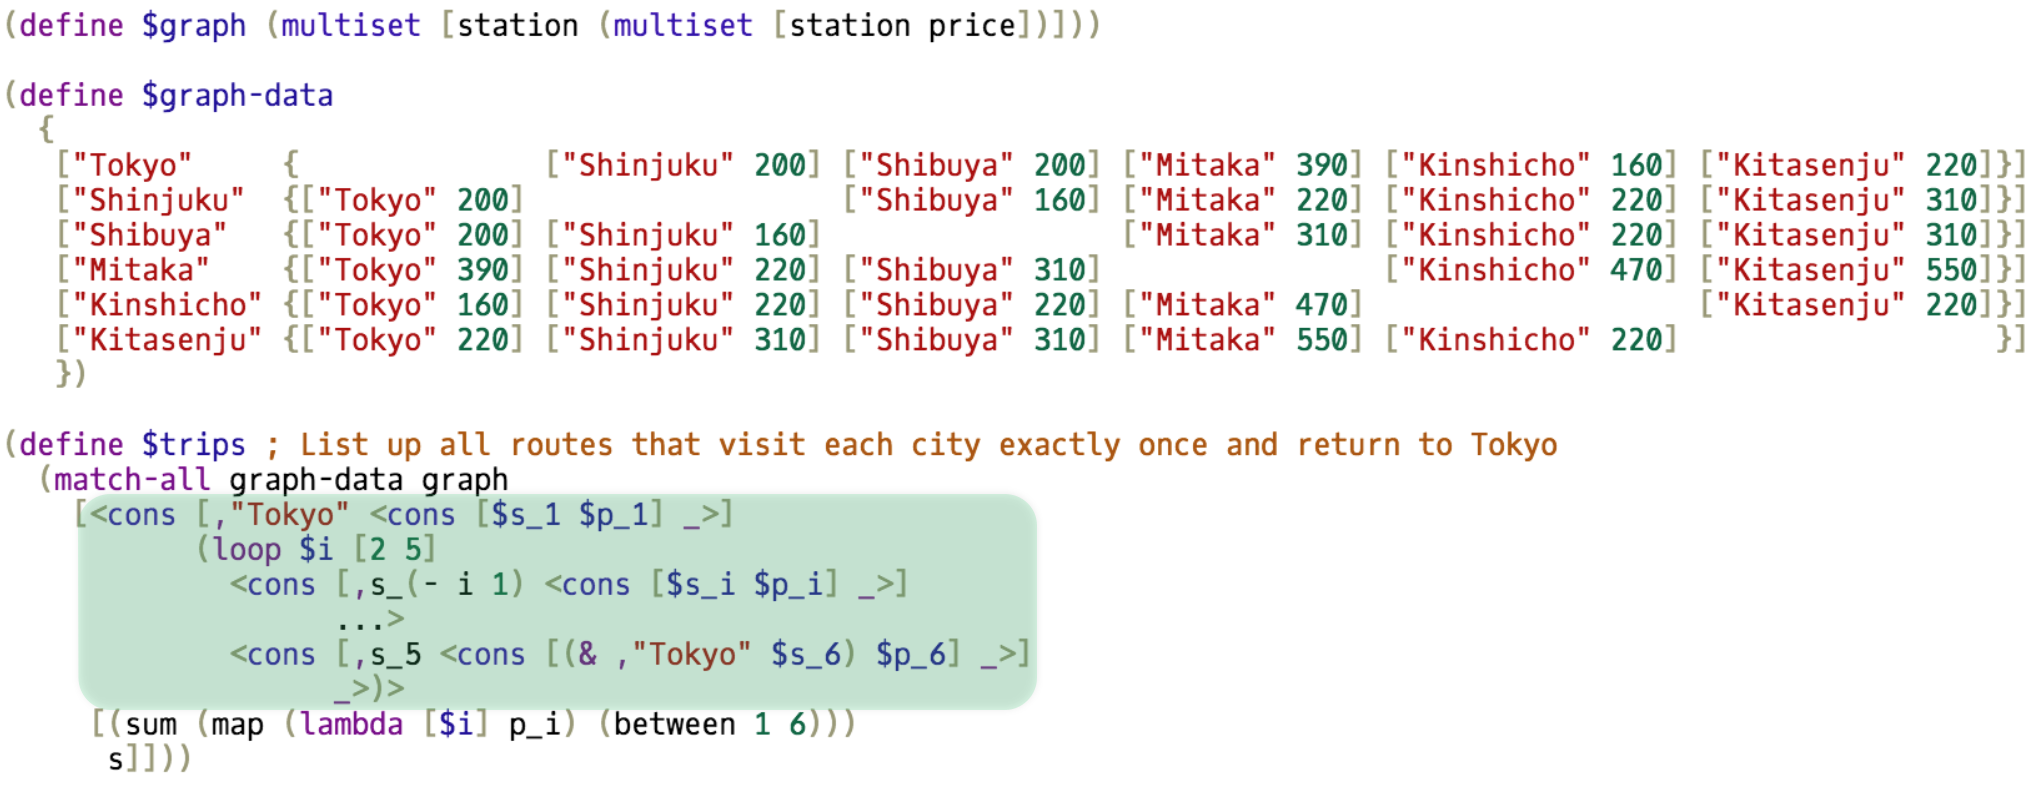 (define $graph (multiset [station (multiset [station price])]))
(define $graph-data
{
["Tokyo" { ["Shinjuku" 200] ["Shibuya" 200] ["Mitaka" 390] ["Kinshicho" 160] ["Kitasenju" 220]}]
["Shinjuku" {["Tokyo" 200] ["Shibuya" 160] ["Mitaka" 220] ["Kinshicho" 220] ["Kitasenju" 310]}]
["Shibuya" {["Tokyo" 200] ["Shinjuku" 160] ["Mitaka" 310] ["Kinshicho" 220] ["Kitasenju" 310]}]
["Mitaka" {["Tokyo" 390] ["Shinjuku" 220] ["Shibuya" 310] ["Kinshicho" 470] ["Kitasenju" 550]}]
["Kinshicho" {["Tokyo" 160] ["Shinjuku" 220] ["Shibuya" 220] ["Mitaka" 470] ["Kitasenju" 220]}]
["Kitasenju" {["Tokyo" 220] ["Shinjuku" 310] ["Shibuya" 310] ["Mitaka" 550] ["Kinshicho" 220] }]
})
(define $trips ; List up all routes that visit each city exactly once and return to Tokyo
(match-all graph-data graph
[<cons [,"Tokyo" <cons [$s_1 $p_1] _>]
(loop $i [2 5]
<cons [,s_(- i 1) <cons [$s_i $p_i] _>]
...>
<cons [,s_5 <cons [(& ,"Tokyo" $s_6) $p_6] _>]
_>)>
[(sum (map (lambda [$i] p_i) (between 1 6)))
s]]))